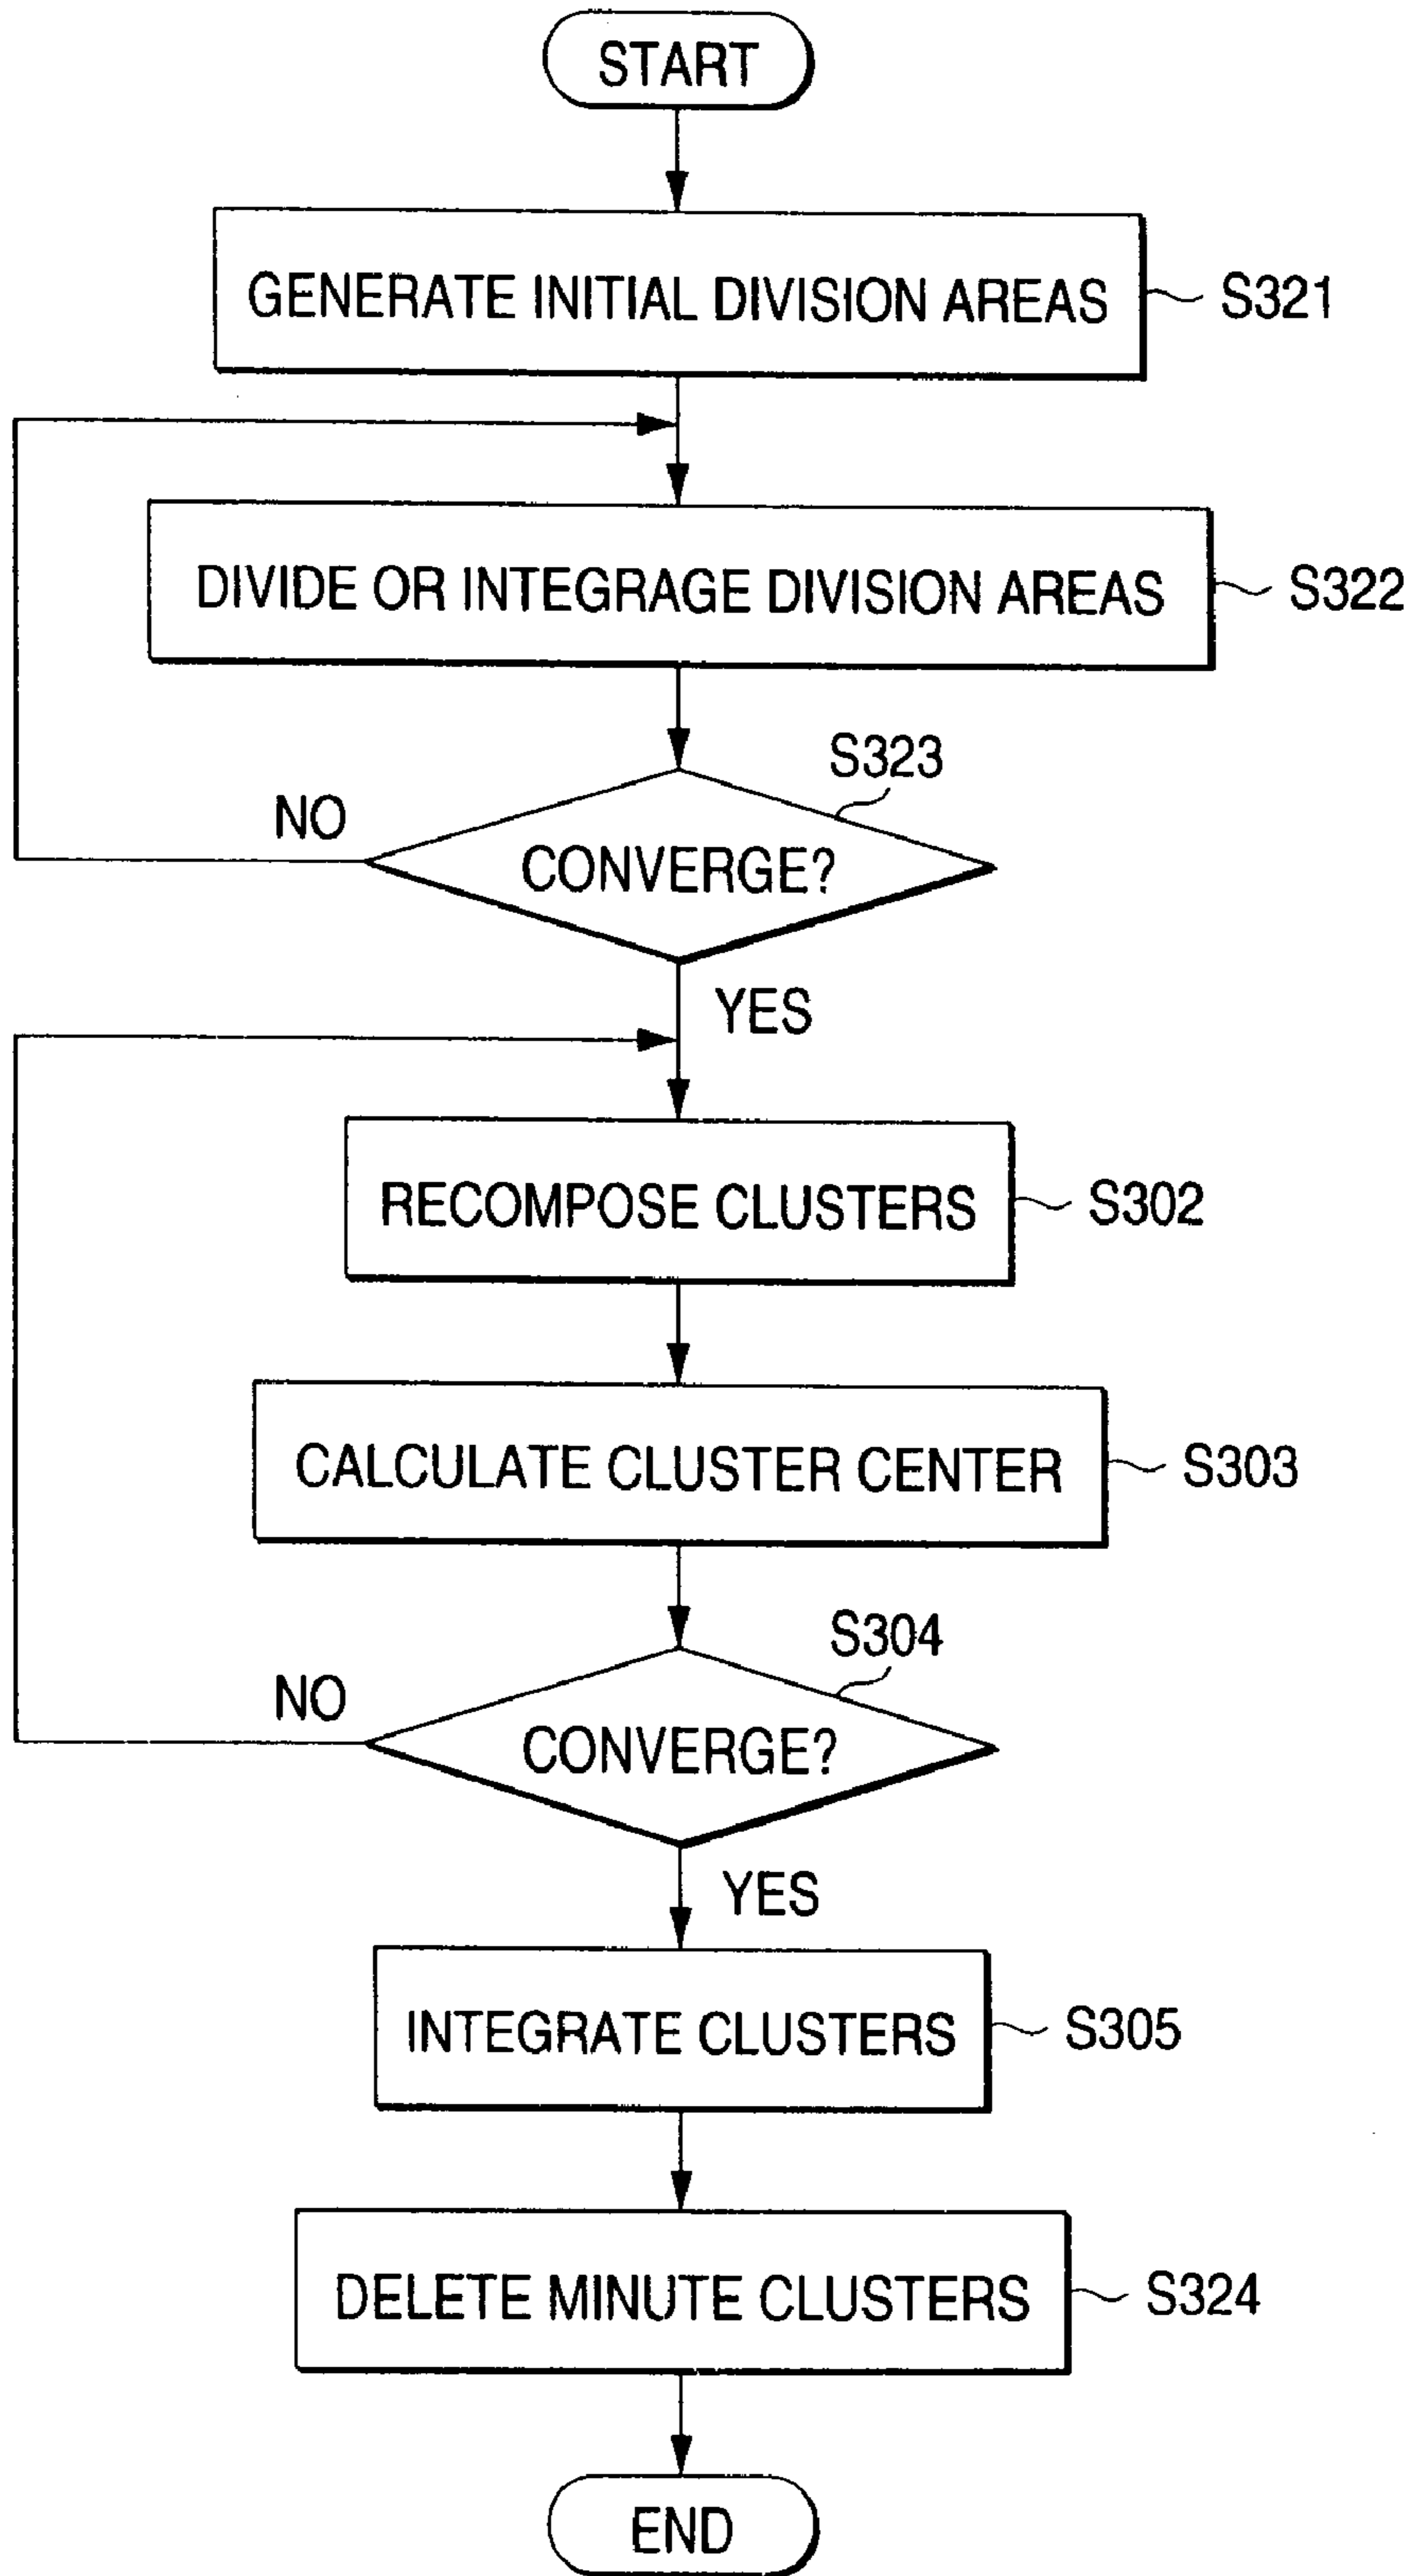 START
GENERATE INITIAL DIVISION AREAS
S321
DIVIDE OR INTEGRAGE DIVISION AREAS
S322
S323
NO
CONVERGE?
YES
RECOMPOSE CLUSTERS
S302
CALCULATE CLUSTER CENTER
S303
S304
NO
CONVERGE?
YES
INTEGRATE CLUSTERS
S305
DELETE MINUTE CLUSTERS
S324
END